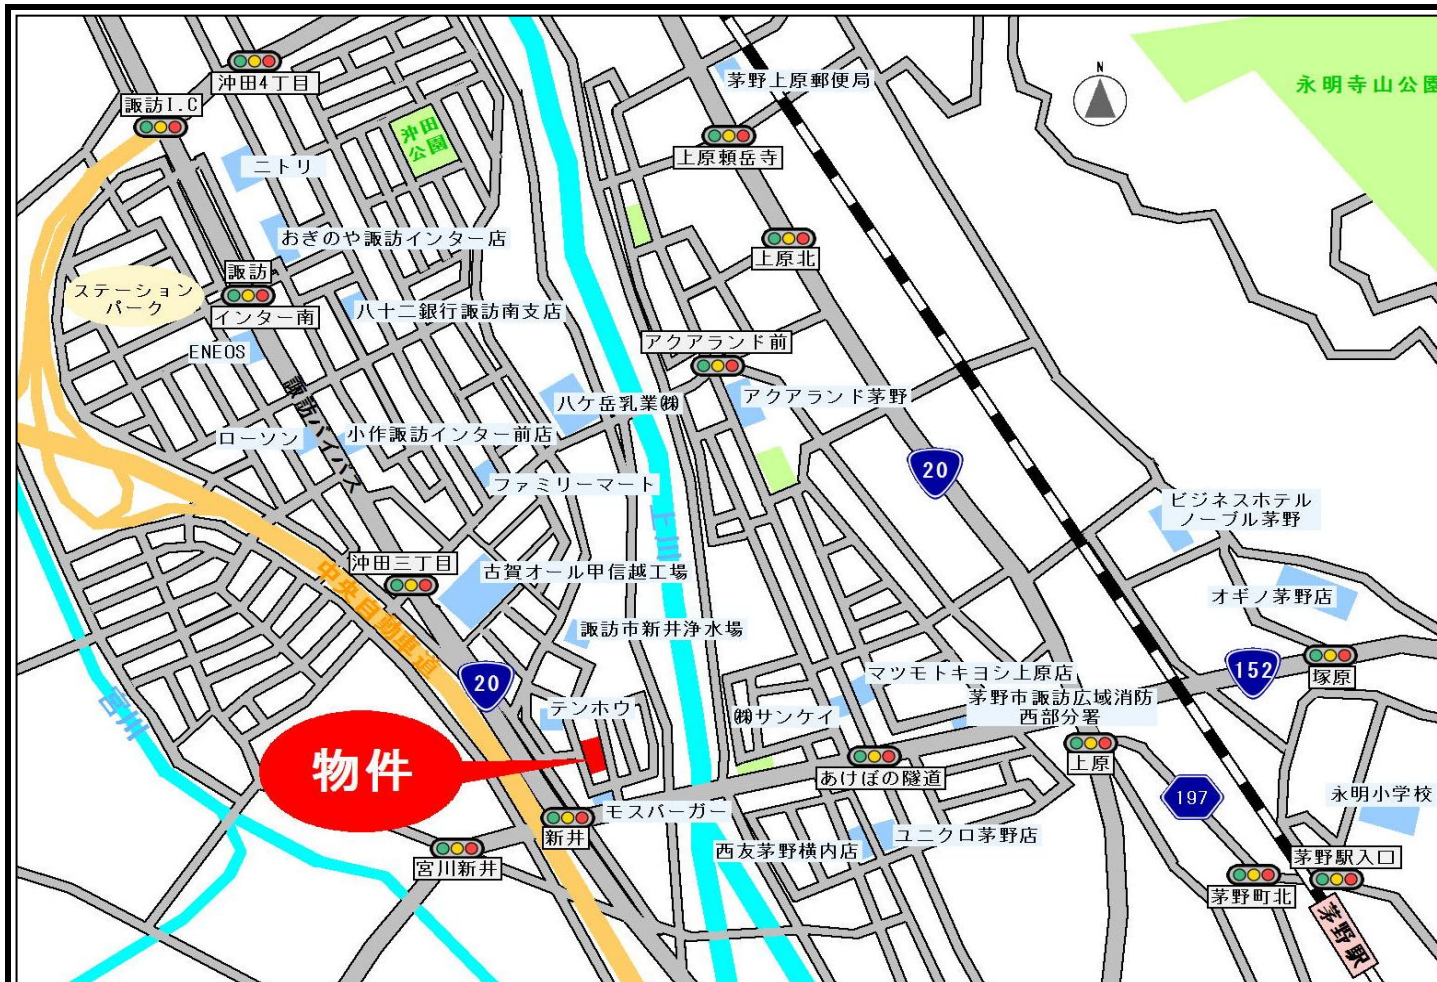 N
茅野上原郵便局
永明寺山公園
沖田4丁目
諏訪I.C
沖田
公園
上原頼岳寺
ニトリ
おぎのや諏訪インター店
上原北
諏訪
インター南
ステーション
パーク
八十二銀行諏訪南支店
アクアランド前
ENEOS
アクアランド茅野
八ケ岳乳業㈱
諏訪バイパス
ローソン
小作諏訪インター前店
20
ファミリーマート
ビジネスホテル
ノーブル茅野
上川
沖田三丁目
古賀オール甲信越工場
オギノ茅野店
中央自動車道
諏訪市新井浄水場
20
マツモトキヨシ上原店
152
塚原
宮川
テンホウ
㈱サンケイ
茅野市諏訪広域消防
西部分署
物件
あけぼの隧道
上原
197
永明小学校
モスバーガー
新井
宮川新井
西友茅野横内店
ユニクロ茅野店
茅野駅入口
茅野町北
茅野駅